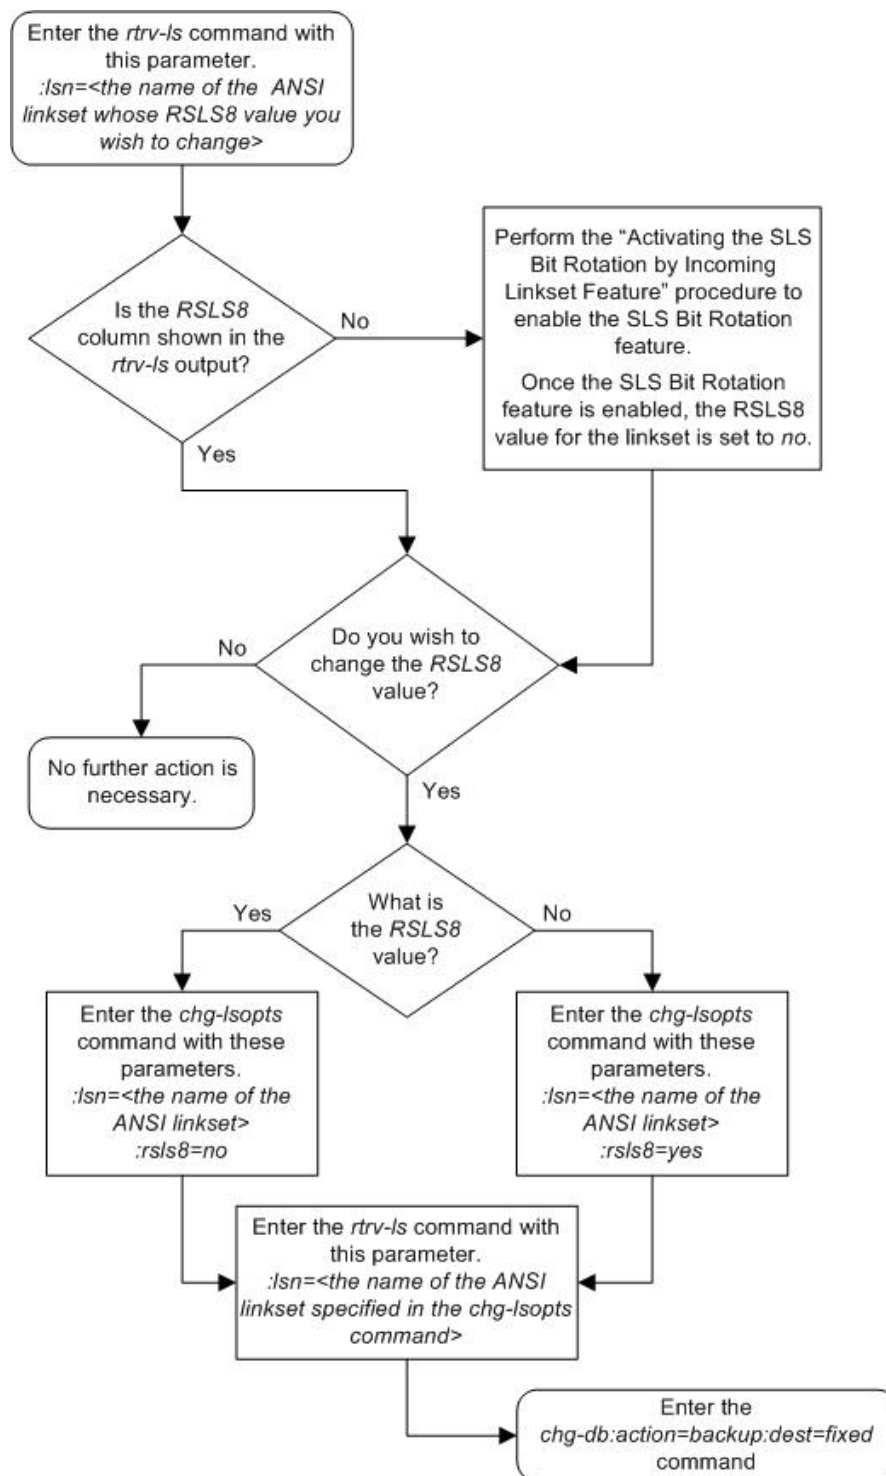 Enter the rtrv-ls command with
this parameter.
:lsn=<the name of the ANSI
linkset whose RSLS8 value you
wish to change>
Is the RSLS8
column shown in the
rtrv-ls output?
No
Yes
Perform the “Activating the SLS
Bit Rotation by Incoming
Linkset Feature” procedure to
enable the SLS Bit Rotation
feature.
Once the SLS Bit Rotation
feature is enabled, the RSLS8
value for the linkset is set to no.
Do you wish to
change the RSLS8
value?
No
No further action is
necessary.
Yes
What is
the RSLS8
value?
Yes
No
Enter the chg-lsopts
command with these
parameters.
:lsn=<the name of the
ANSI linkset>
:rsls8=no
Enter the chg-lsopts
command with these
parameters.
:lsn=<the name of the
ANSI linkset>
:rsls8=yes
Enter the rtrv-ls command with
this parameter.
:lsn=<the name of the ANSI
linkset specified in the chg-lsopts
command>
Enter the
chg-db:action=backup:dest=fixed
command